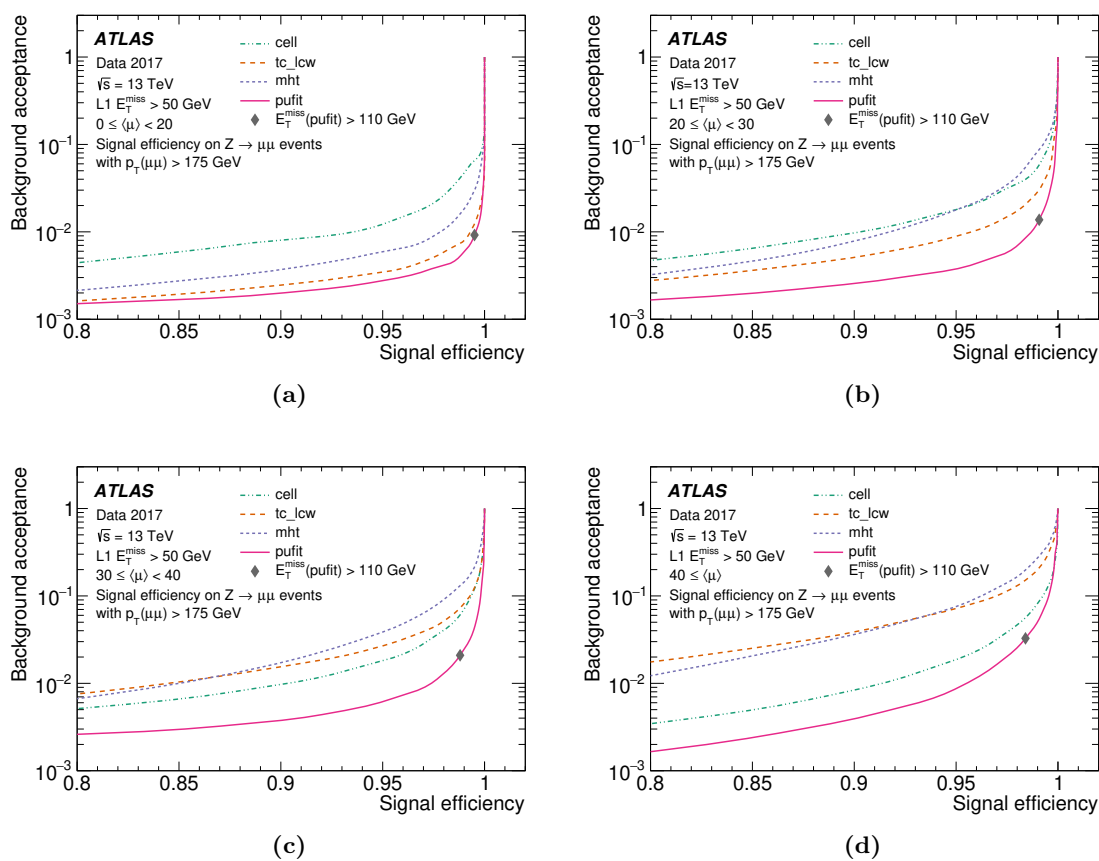 Background acceptance
ATLAS
Data 2017
√s = 13 TeV
L1 E_T^miss > 50 GeV
0 ≤ ⟨μ⟩ < 20
Signal efficiency on Z → μμ events
with p_T(μμ) > 175 GeV
cell
tc_lcw
mht
pufit
E_T^miss(pufit) > 110 GeV
1
10⁻¹
10⁻²
10⁻³
0.8 0.85 0.9 0.95 1
Signal efficiency
(a)
Background acceptance
ATLAS
Data 2017
√s=13 TeV
L1 E_T^miss > 50 GeV
20 ≤ ⟨μ⟩ < 30
Signal efficiency on Z → μμ events
with p_T(μμ) > 175 GeV
cell
tc_lcw
mht
pufit
E_T^miss(pufit) > 110 GeV
1
10⁻¹
10⁻²
10⁻³
0.8 0.85 0.9 0.95 1
Signal efficiency
(b)
Background acceptance
ATLAS
Data 2017
√s = 13 TeV
L1 E_T^miss > 50 GeV
30 ≤ ⟨μ⟩ < 40
Signal efficiency on Z → μμ events
with p_T(μμ) > 175 GeV
cell
tc_lcw
mht
pufit
E_T^miss(pufit) > 110 GeV
1
10⁻¹
10⁻²
10⁻³
0.8 0.85 0.9 0.95 1
Signal efficiency
(c)
Background acceptance
ATLAS
Data 2017
√s = 13 TeV
L1 E_T^miss > 50 GeV
40 ≤ ⟨μ⟩
Signal efficiency on Z → μμ events
with p_T(μμ) > 175 GeV
cell
tc_lcw
mht
pufit
E_T^miss(pufit) > 110 GeV
1
10⁻¹
10⁻²
10⁻³
0.8 0.85 0.9 0.95 1
Signal efficiency
(d)